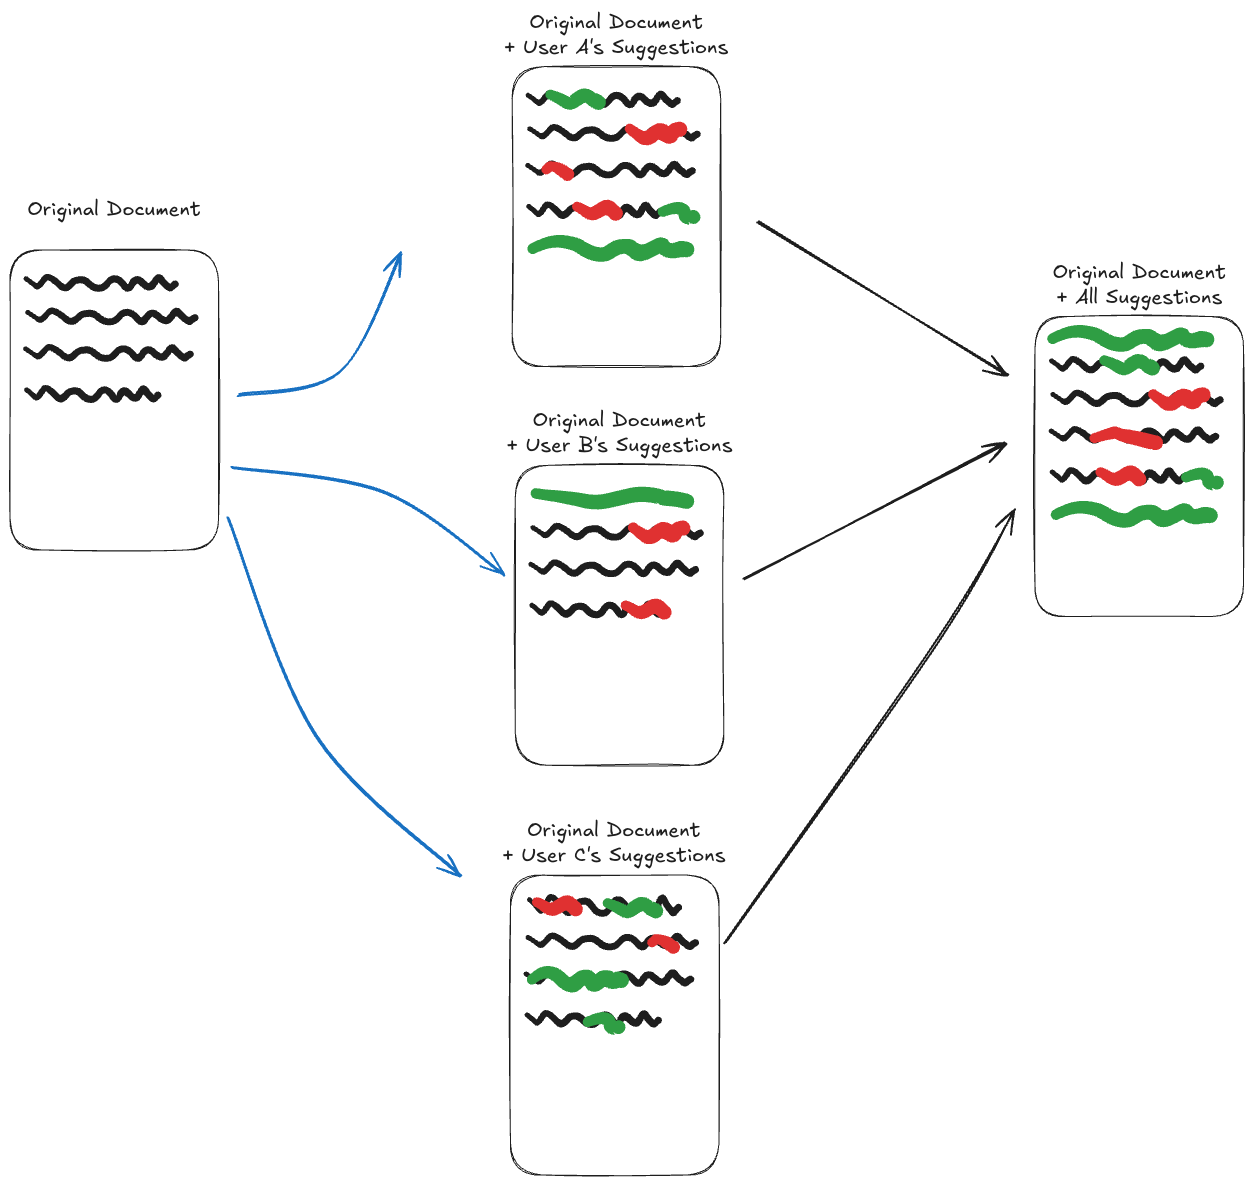 Original Document
Original Document
+ User A's Suggestions
Original Document
+ User B's Suggestions
Original Document
+ User C's Suggestions
Original Document
+ All Suggestions